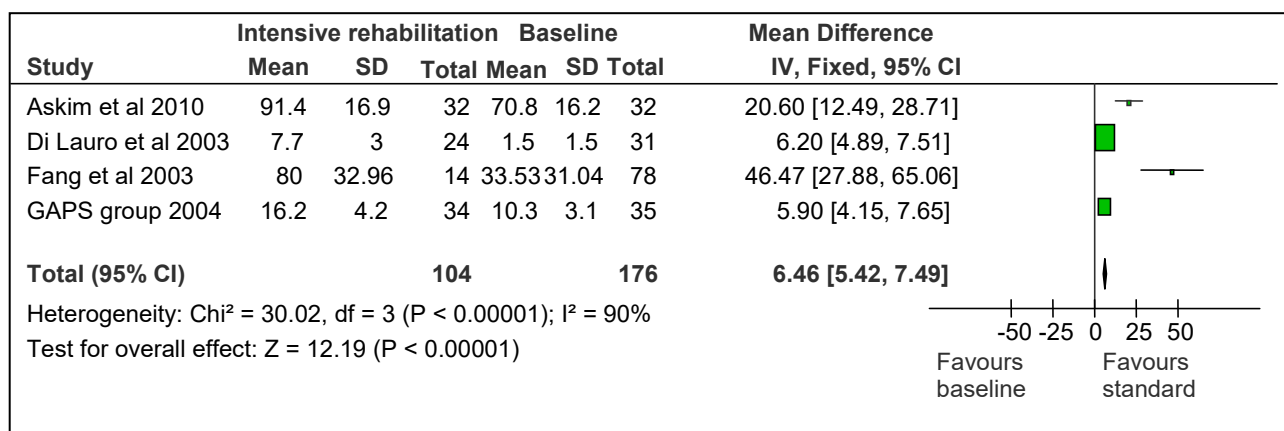 Intensive rehabilitation Baseline Mean Difference
Study Mean SD Total Mean SD Total IV, Fixed, 95% CI
Askim et al 2010 91.4 16.9 32 70.8 16.2 32 20.60 [12.49, 28.71]
Di Lauro et al 2003 7.7 3 24 1.5 1.5 31 6.20 [4.89, 7.51]
Fang et al 2003 80 32.96 14 33.53 31.04 78 46.47 [27.88, 65.06]
GAPS group 2004 16.2 4.2 34 10.3 3.1 35 5.90 [4.15, 7.65]
Total (95% CI) 104 176 6.46 [5.42, 7.49]
Heterogeneity: Chi² = 30.02, df = 3 (P < 0.00001); I² = 90%
Test for overall effect: Z = 12.19 (P < 0.00001)
-50 -25 0 25 50
Favours Favours
baseline standard